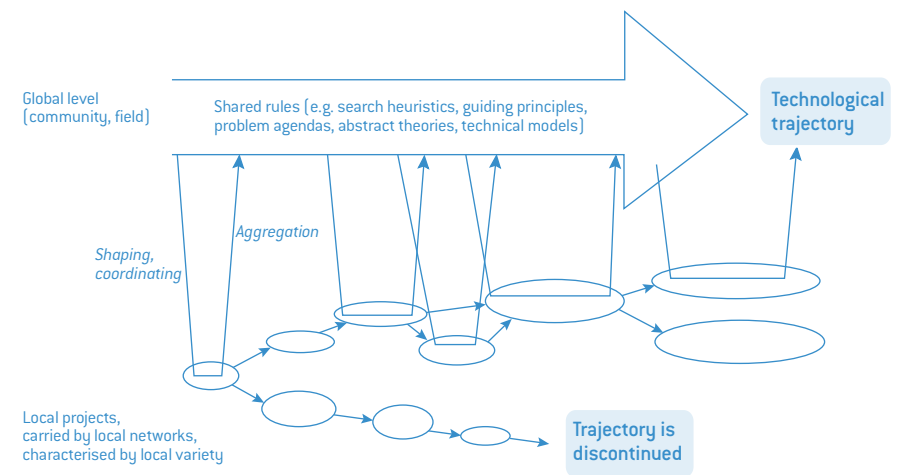 Global level
(community, field)
Shared rules (e.g. search heuristics, guiding principles,
problem agendas, abstract theories, technical models)
Technological
trajectory
Aggregation
Shaping,
coordinating
Local projects,
carried by local networks,
characterised by local variety
Trajectory is
discontinued